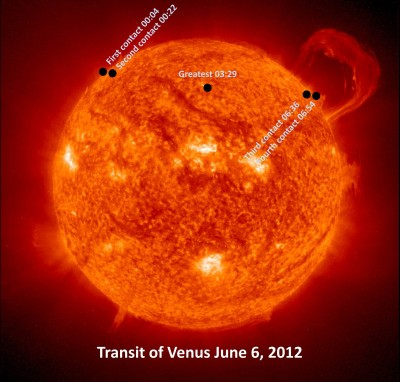 First contact 00:04
Second contact 00:22
Greatest 03:29
Third contact 06:36
Fourth contact 06:54
Transit of Venus June 6, 2012